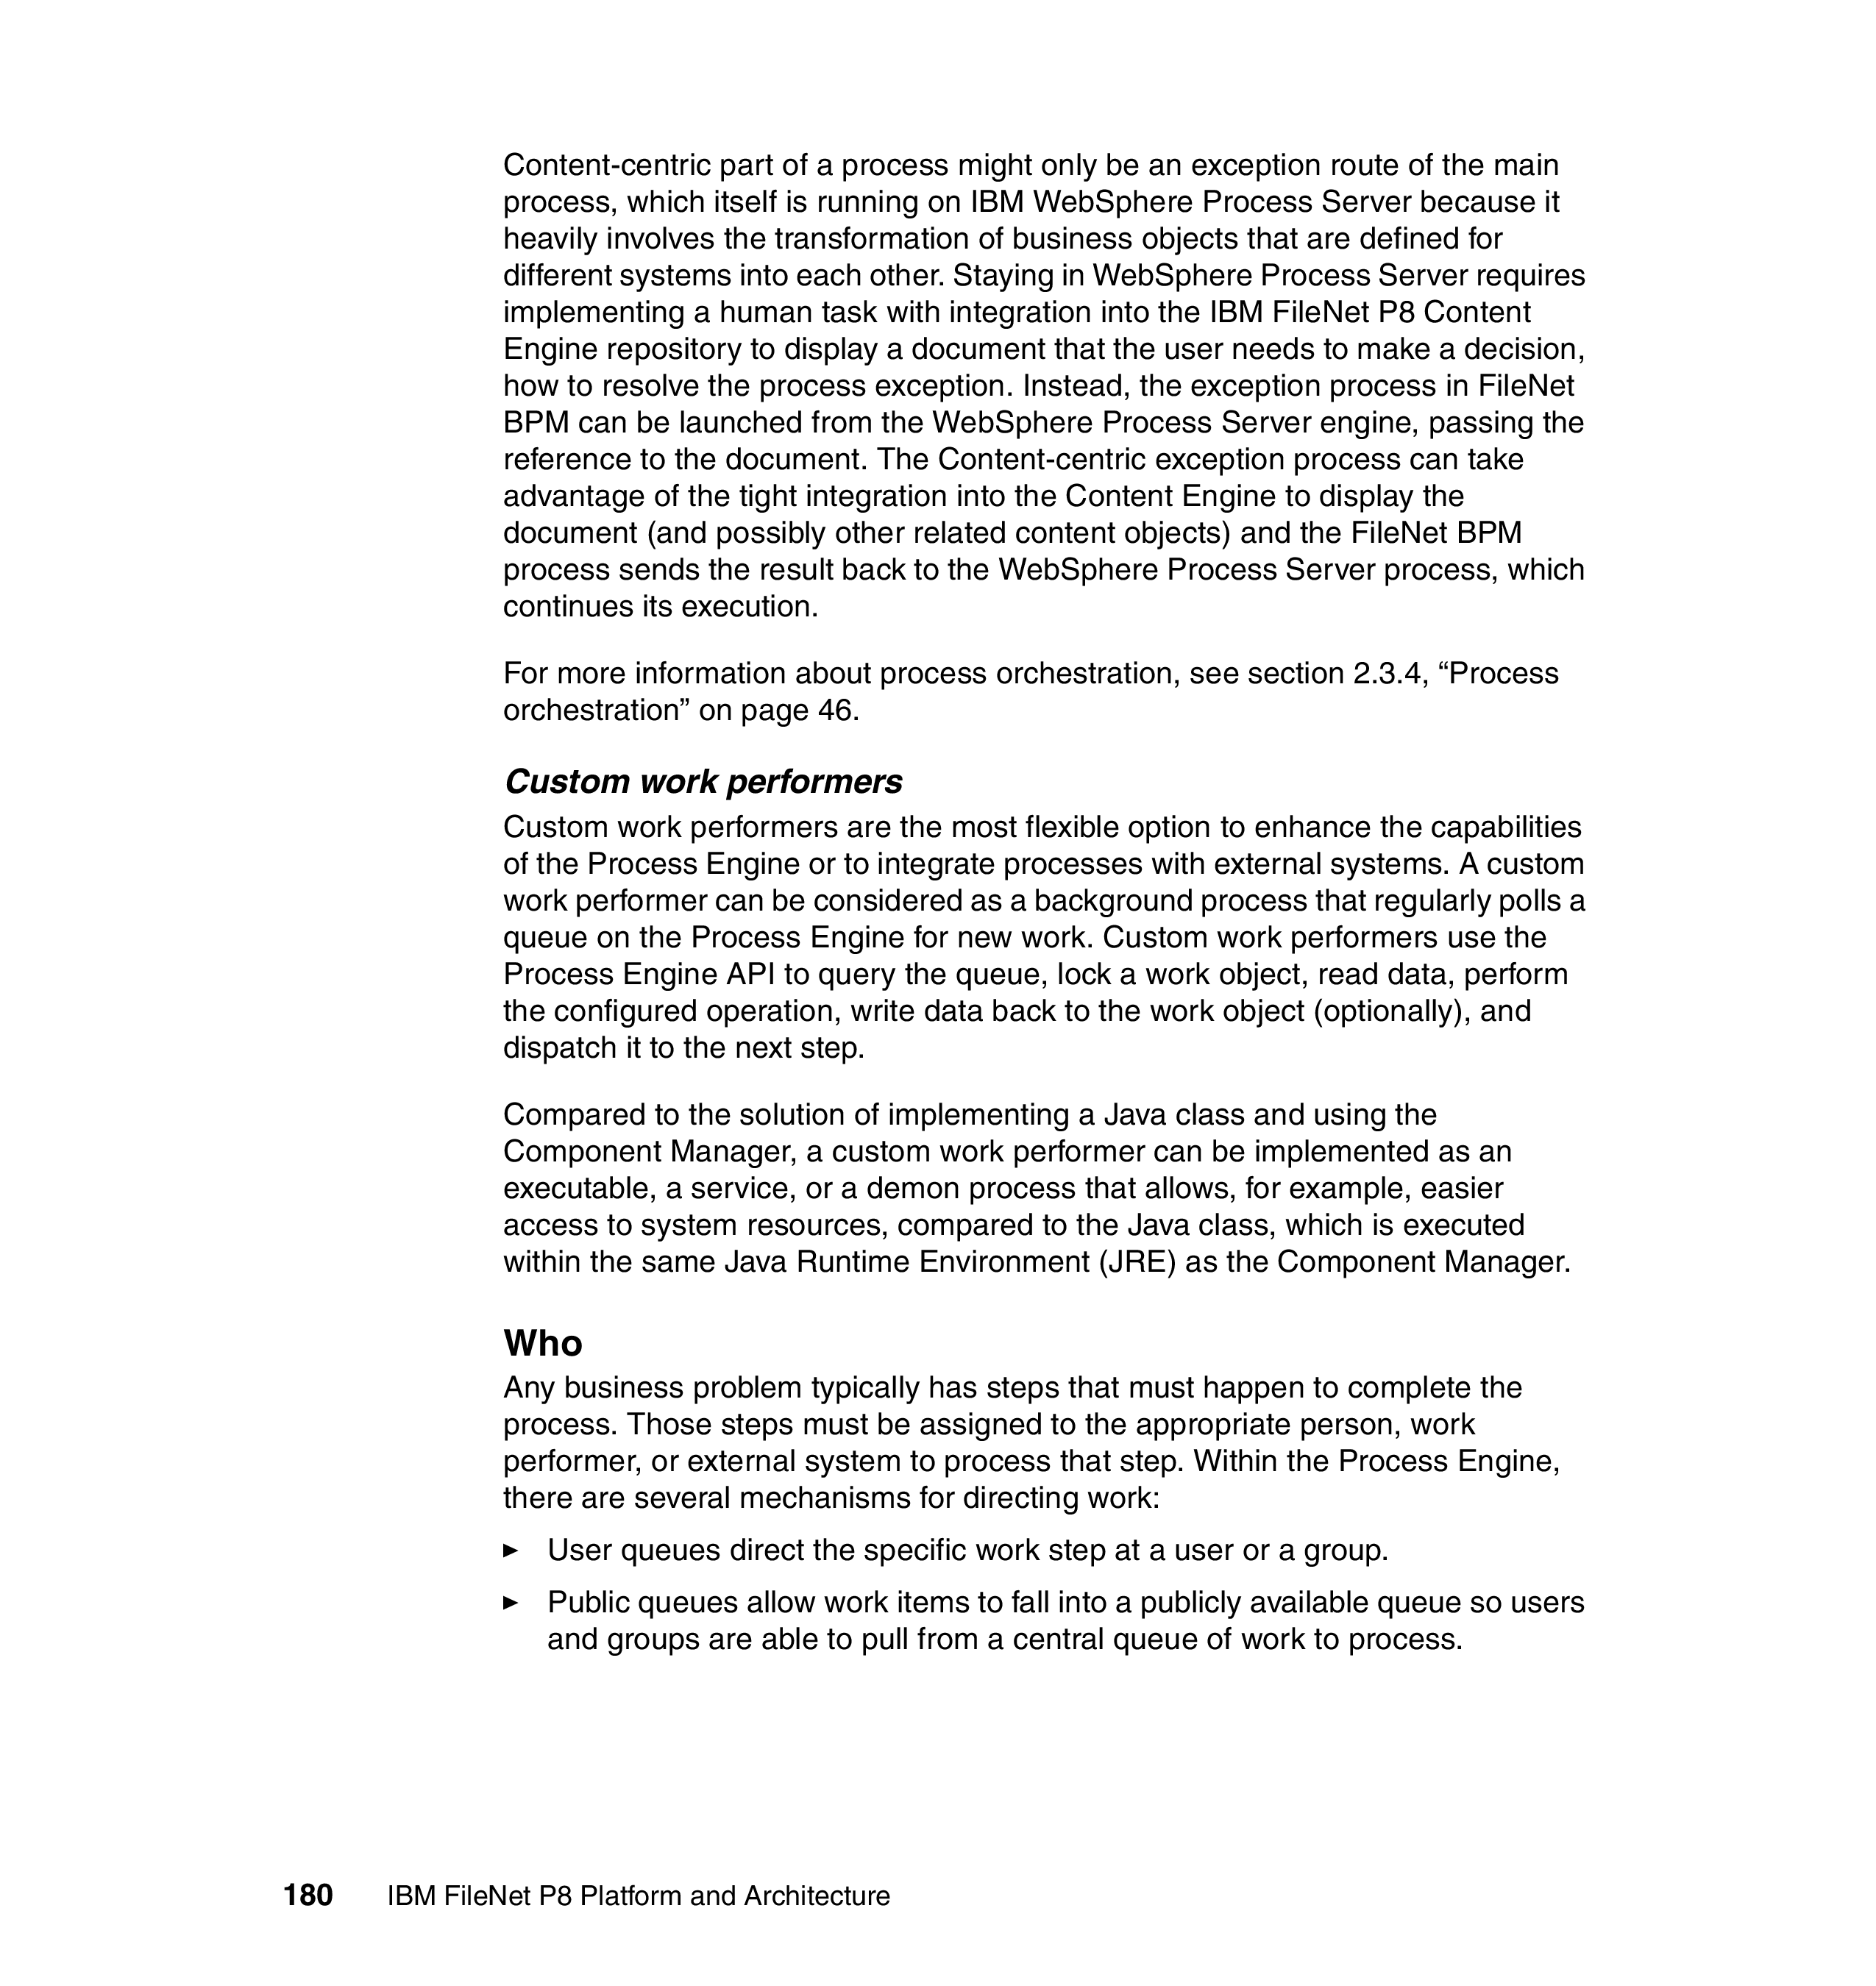 Content-centric part of a process might only be an exception route of the main
process, which itself is running on IBM WebSphere Process Server because it
heavily involves the transformation of business objects that are defined for
different systems into each other. Staying in WebSphere Process Server requires
implementing a human task with integration into the IBM FileNet P8 Content
Engine repository to display a document that the user needs to make a decision,
how to resolve the process exception. Instead, the exception process in FileNet
BPM can be launched from the WebSphere Process Server engine, passing the
reference to the document. The Content-centric exception process can take
advantage of the tight integration into the Content Engine to display the
document (and possibly other related content objects) and the FileNet BPM
process sends the result back to the WebSphere Process Server process, which
continues its execution.
For more information about process orchestration, see section 2.3.4, “Process
orchestration” on page 46.
Custom work performers
Custom work performers are the most flexible option to enhance the capabilities
of the Process Engine or to integrate processes with external systems. A custom
work performer can be considered as a background process that regularly polls a
queue on the Process Engine for new work. Custom work performers use the
Process Engine API to query the queue, lock a work object, read data, perform
the configured operation, write data back to the work object (optionally), and
dispatch it to the next step.
Compared to the solution of implementing a Java class and using the
Component Manager, a custom work performer can be implemented as an
executable, a service, or a demon process that allows, for example, easier
access to system resources, compared to the Java class, which is executed
within the same Java Runtime Environment (JRE) as the Component Manager.
Who
Any business problem typically has steps that must happen to complete the
process. Those steps must be assigned to the appropriate person, work
performer, or external system to process that step. Within the Process Engine,
there are several mechanisms for directing work:
► User queues direct the specific work step at a user or a group.
► Public queues allow work items to fall into a publicly available queue so users
and groups are able to pull from a central queue of work to process.
180 IBM FileNet P8 Platform and Architecture